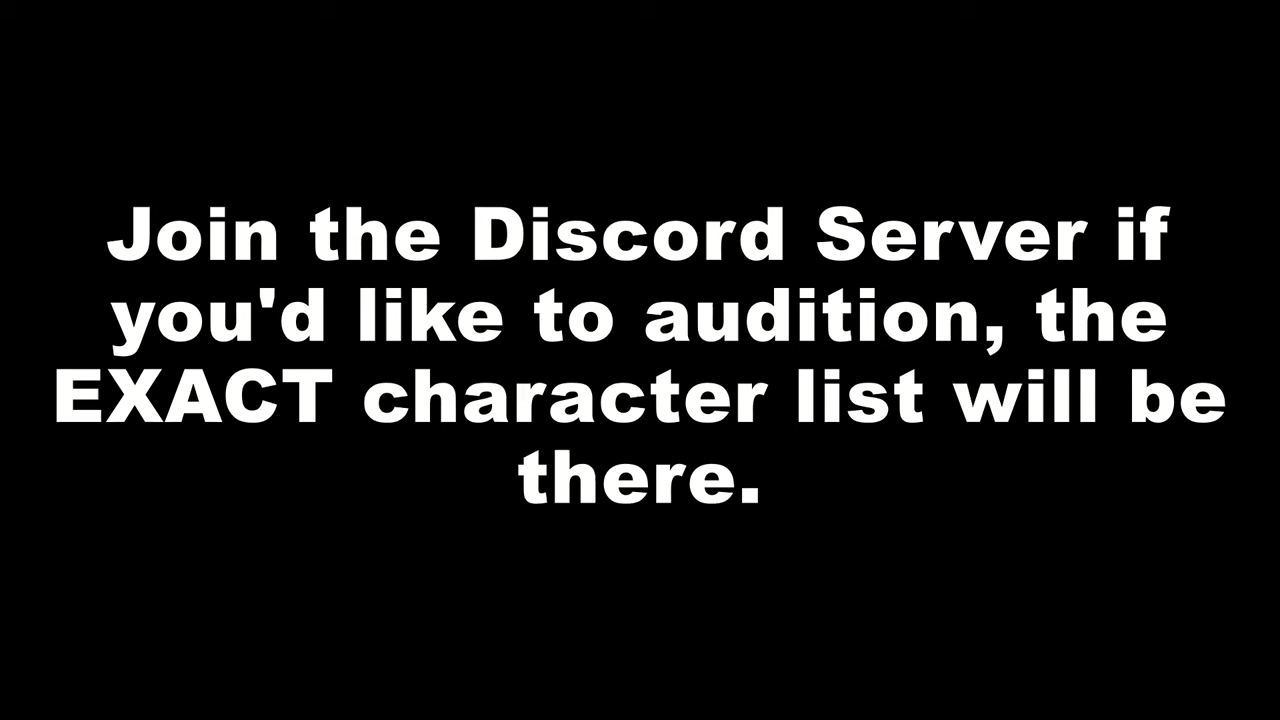 Join the Discord Server if
you'd like to audition, the
EXACT character list will be
there.